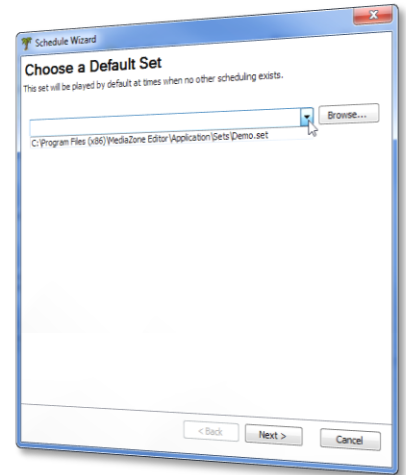 Schedule Wizard
Choose a Default Set
This set will be played by default at times when no other scheduling exists.
Browse...
C:\Program Files (x86)\MediaZone Editor\Application\Sets\Demo.set
< Back
Next >
Cancel